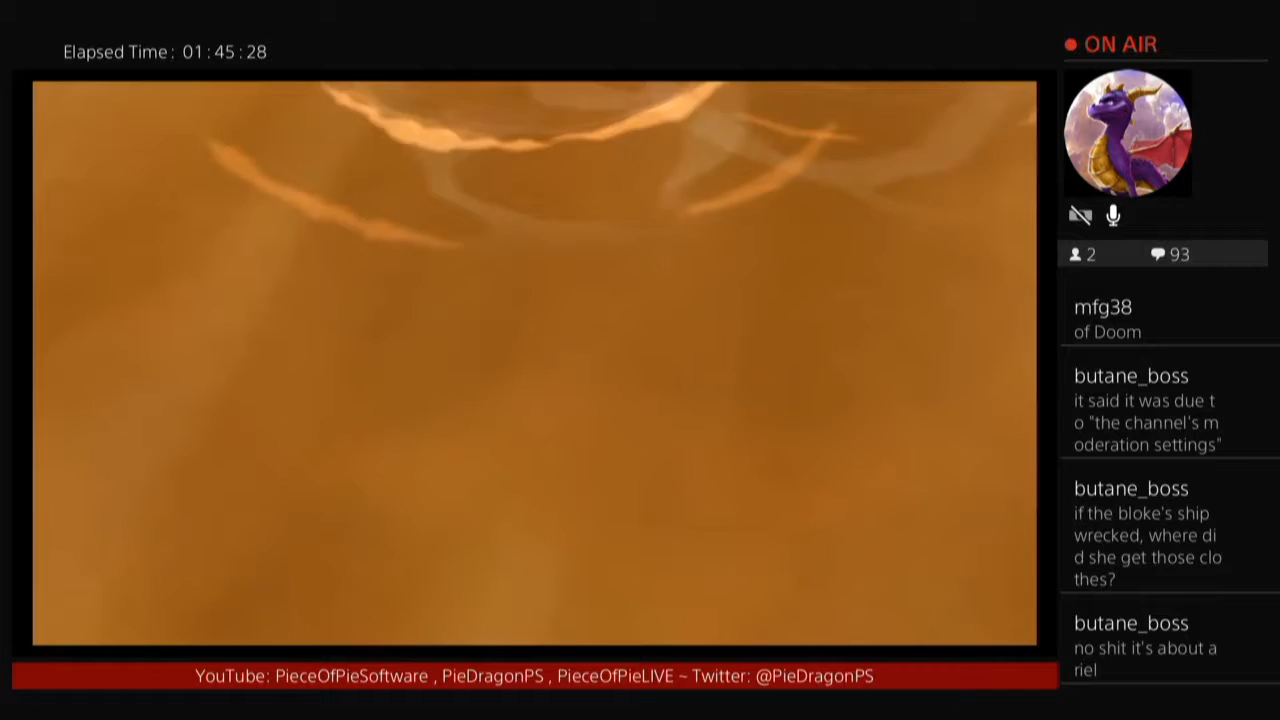 Elapsed Time: 01:45:28
ON AIR
2
93
mfg38
of Doom
butane_boss
it said it was due t
o "the channel's m
oderation settings"
butane_boss
if the bloke's ship
wrecked, where di
d she get those clo
thes?
butane_boss
no shit it's about a
riel
YouTube: PieceOfPieSoftware , PieDragonPS , PieceOfPieLIVE ~ Twitter: @PieDragonPS